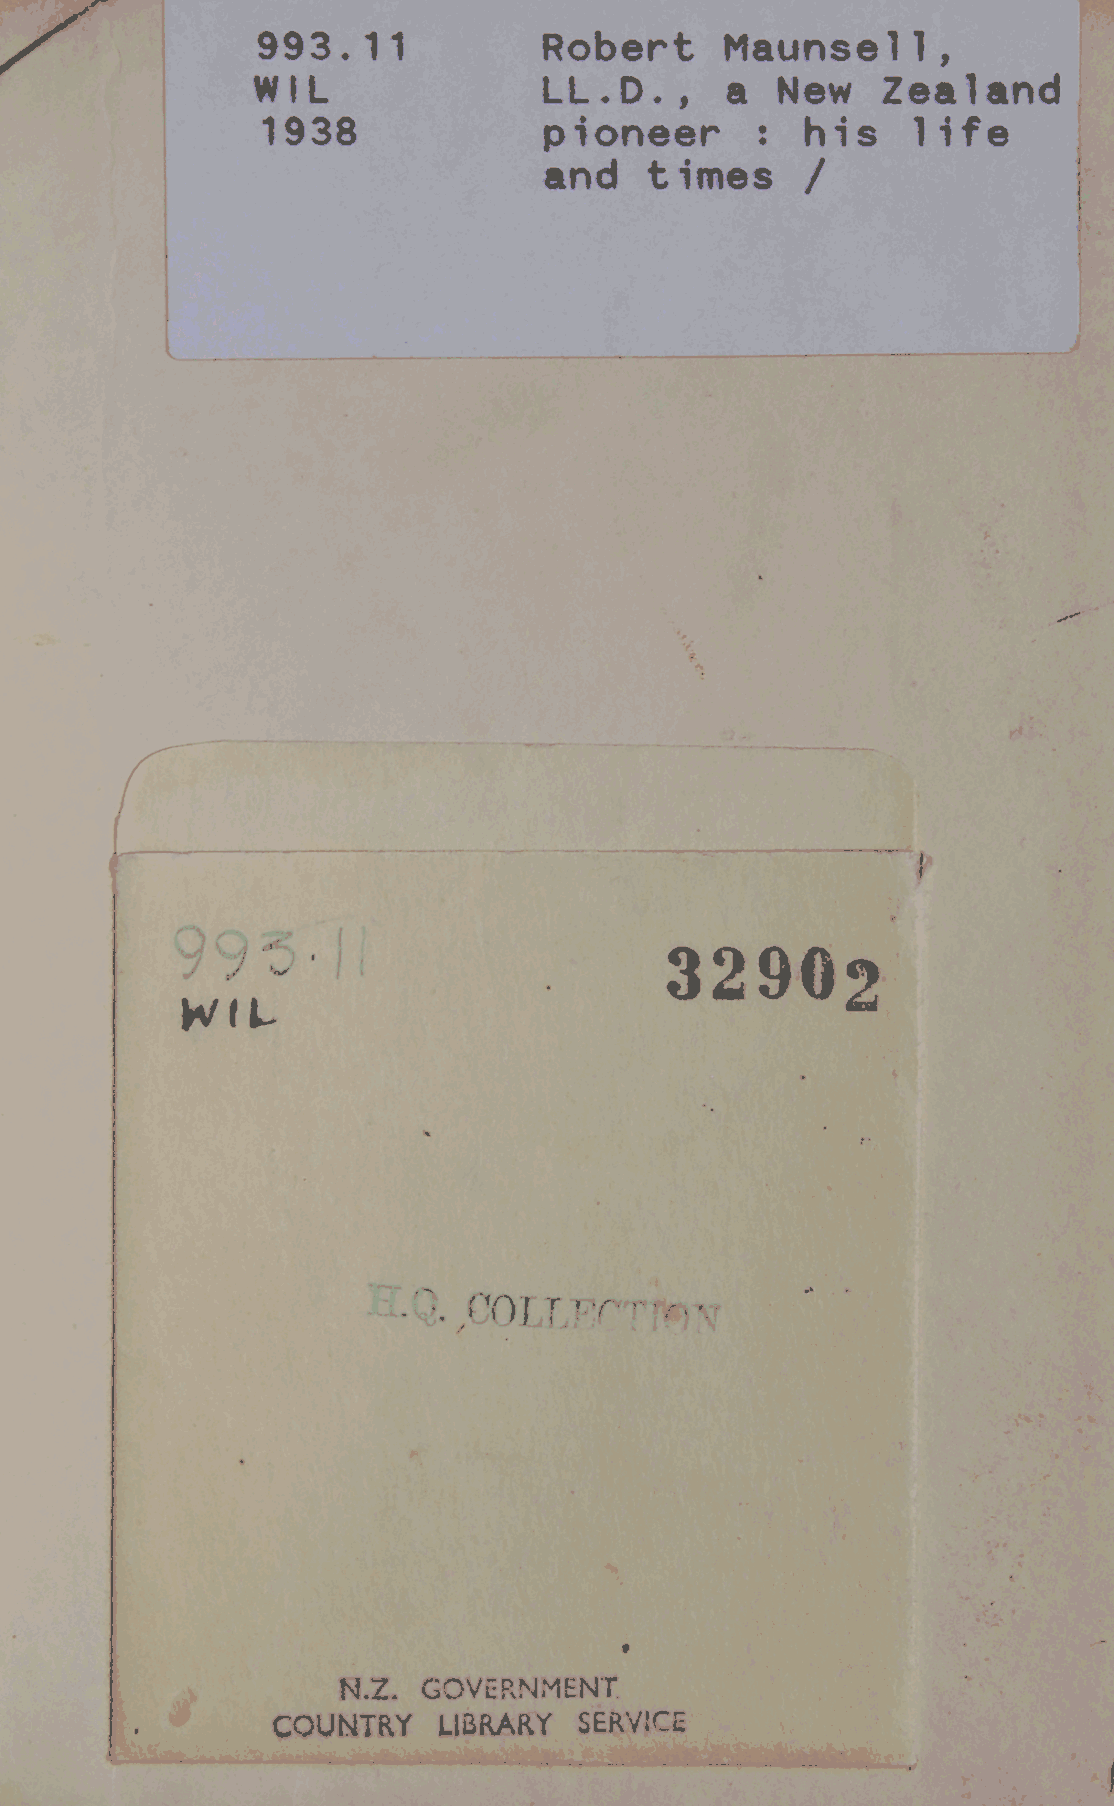 993.11
WIL
1938
Robert Maunsell,
LL.D., a New Zealand
pioneer : his life
and times /
993.11
WIL
32902
H.Q. COLLECTION
N.Z. GOVERNMENT
COUNTRY LIBRARY SERVICE